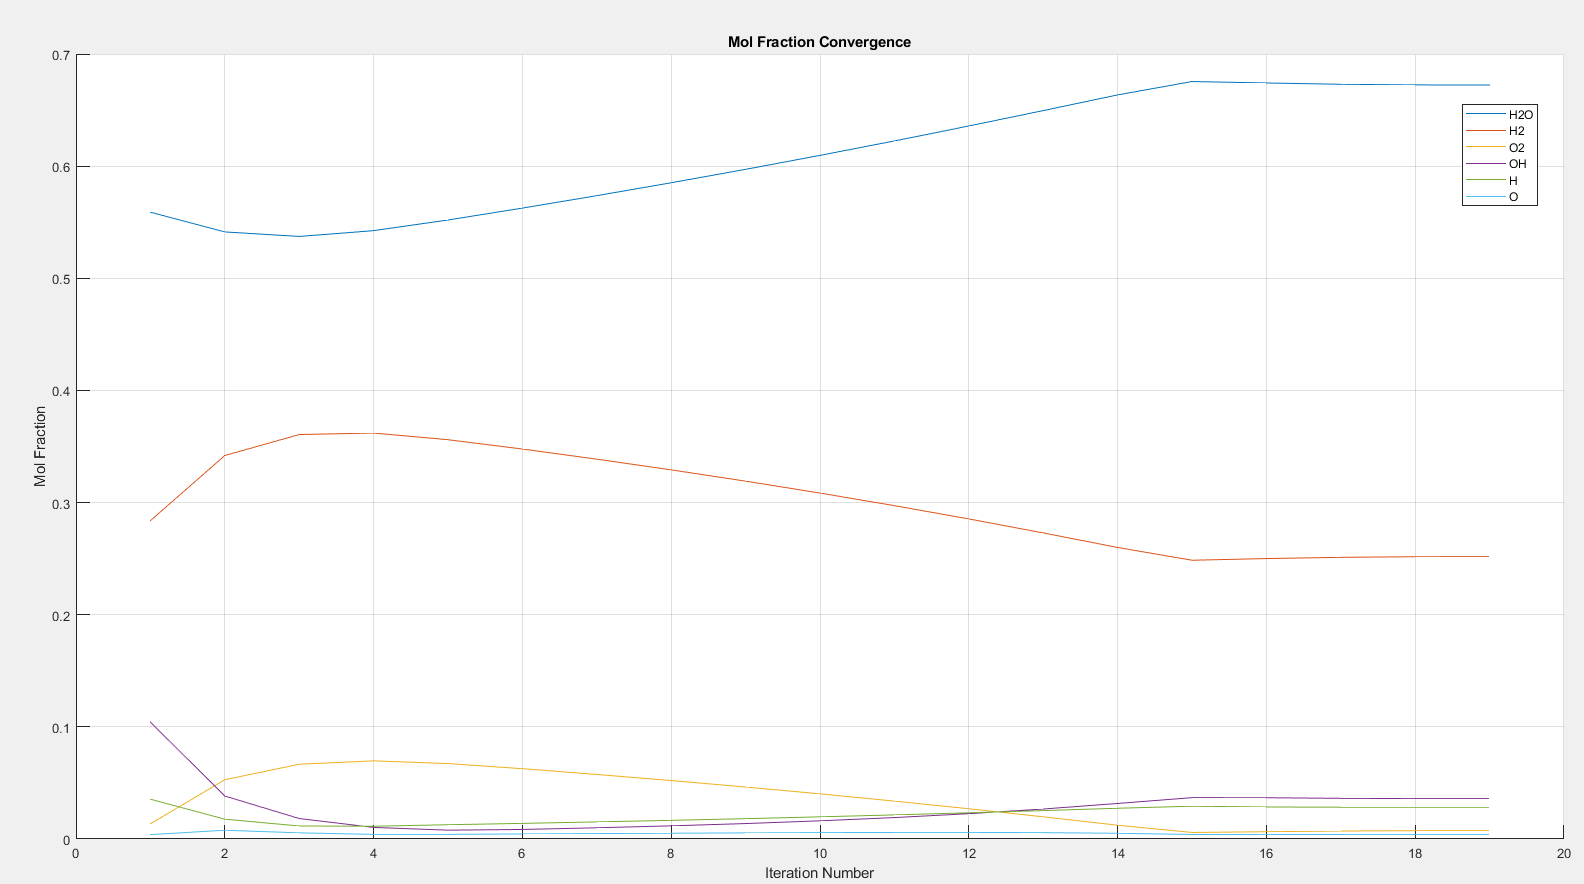 Mol Fraction Convergence
0.7
0.6
0.5
0.4
0.3
0.2
0.1
0
Mol Fraction
H2O
H2
O2
OH
H
O
0 2 4 6 8 10 12 14 16 18 20
Iteration Number